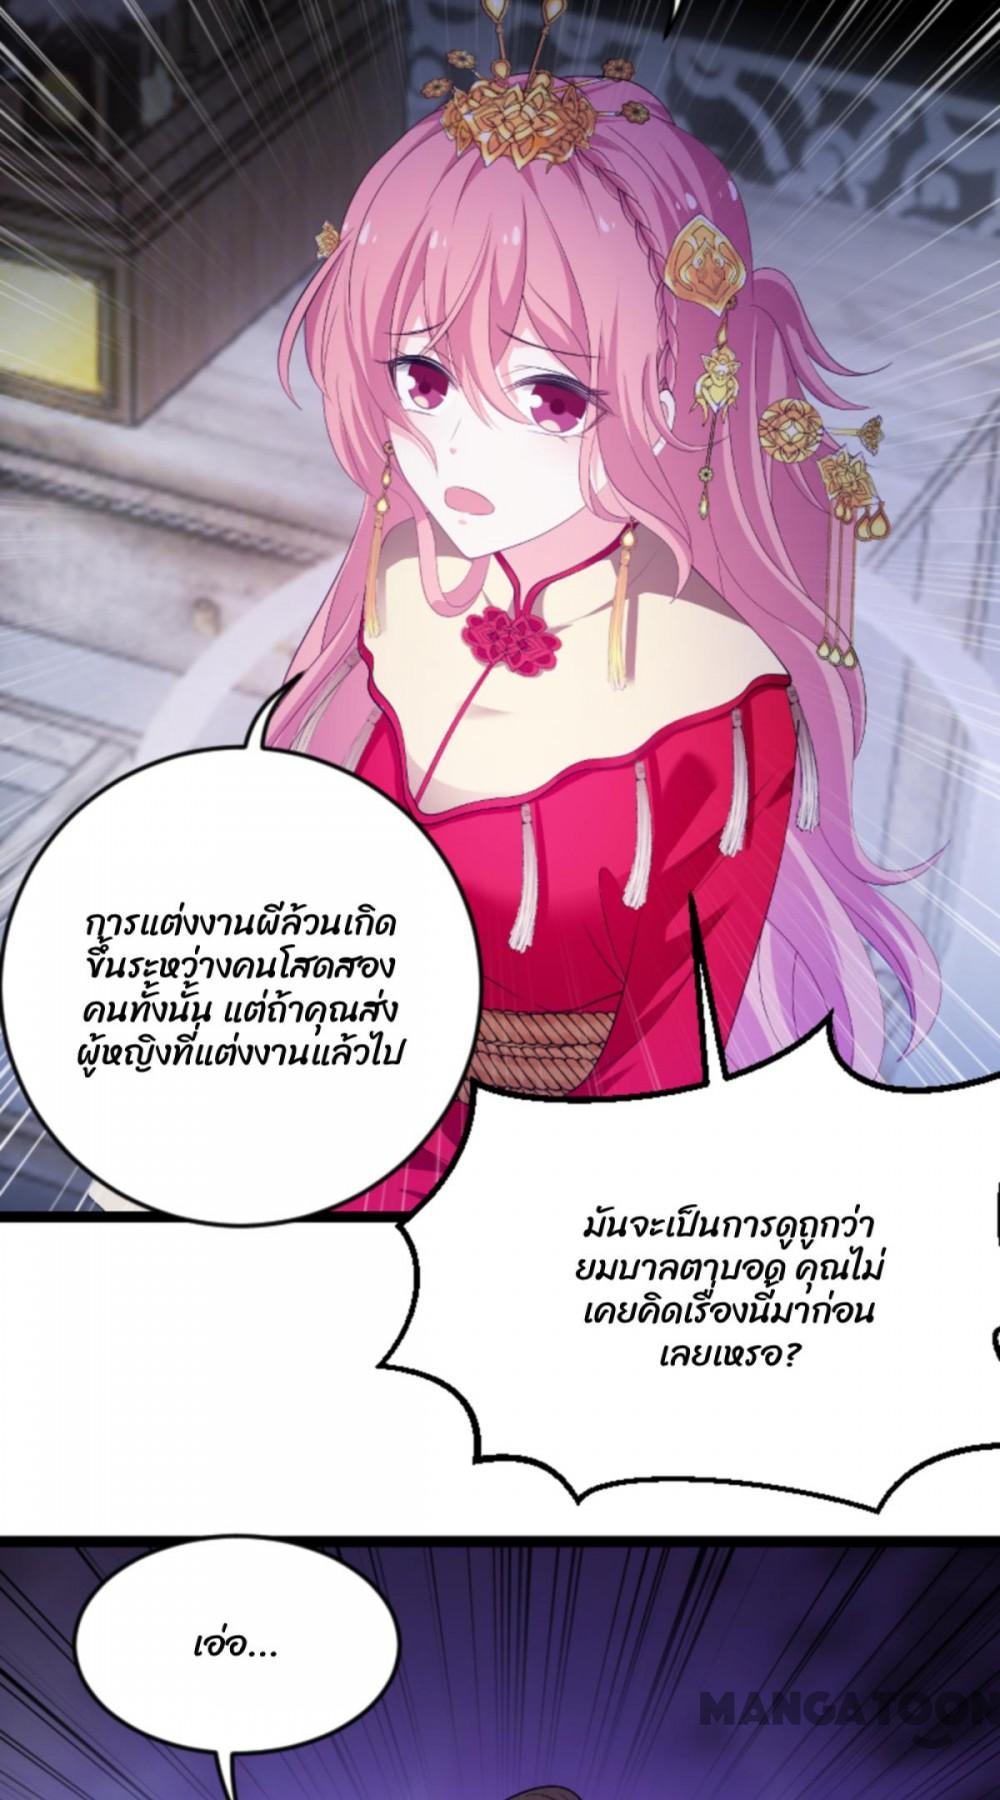 การแต่งงานผีล้วนเกิด
ขึ้นระหว่างคนโสดสอง
คนทั้งนั้น แต่ถ้าคุณส่ง
ผู้หญิงที่แต่งงานแล้วไป
มันจะเป็นการดูถูกว่า
ยมบาลตาบอด คุณไม่
เคยคิดเรื่องนี้มาก่อน
เลยเหรอ?
เอ่อ...
MANGATOON